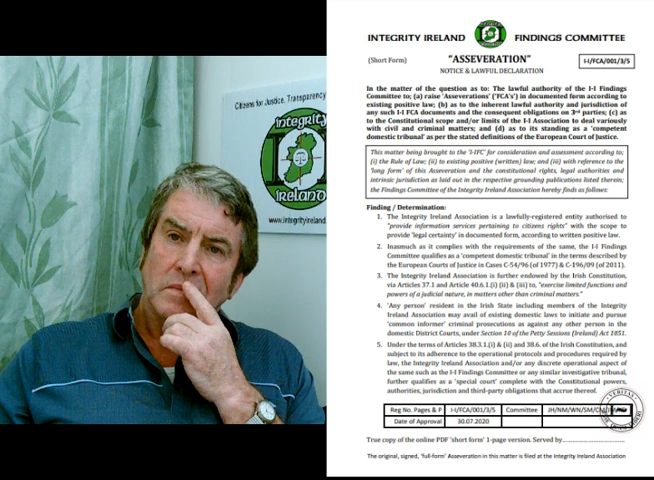 Citizens for Justice, Transparency
integrity
I
IRELAND
www.integrityireland
INTEGRITY IRELAND FINDINGS COMMITTEE
(Short Form) "ASSEVERATION" I-I/FCA/001/3/S
NOTICE & LAWFUL DECLARATION
In the matter of the question as to: The lawful authority of the I-I Findings
Committee to; (a) raise 'Asseverations' ('FCA's') in documented form according to
existing positive law; (b) as to the inherent lawful authority and jurisdiction of
any such I-I FCA documents and the consequent obligations on 3rd parties; (c) as
to the Constitutional scope and/or limits of the I-I Association to deal variously
with civil and criminal matters; and (d) as to its standing as a 'competent
domestic tribunal' as per the stated definitions of the European Court of Justice.
This matter being brought to the 'I-IFC' for consideration and assessment according to;
(i) the Rule of Law; (ii) to existing positive (written) law; and (iii) with reference to the
'long form' of this Asseveration and the constitutional rights, legal authorities and
intrinsic jurisdiction as laid out in the respective grounding publications listed therein;
the Findings Committee of the Integrity Ireland Association hereby finds as follows:
Finding / Determination:
1. The Integrity Ireland Association is a lawfully-registered entity authorised to
"provide information services pertaining to citizens rights" with the scope to
provide 'legal certainty' in documented form, according to written positive law.
2. Inasmuch as it complies with the requirements of the same, the I-I Findings
Committee qualifies as a 'competent domestic tribunal' in the terms described
by the European Courts of Justice in Cases C-54/96 (of 1977) & C-196/09 (of 2011).
3. The Integrity Ireland Association is further endorsed by the Irish Constitution,
via Articles 37.1 and Article 40.6.1.(i) (ii) & (iii) to, "exercise limited functions and
powers of a judicial nature, in matters other than criminal matters."
4. 'Any person' resident in the Irish State including members of the Integrity
Ireland Association may avail of existing domestic laws to initiate and pursue
'common informer' criminal prosecutions as against any other person in the
domestic District Courts, under Section 10 of the Petty Sessions (Ireland) Act 1851.
5. Under the terms of Articles 38.3.1.(i) & (ii) and 38.6 of the Irish Constitution, and
subject to its adherence to the operational protocols and procedures required by
law, the Integrity Ireland Association and/or any discrete operational aspect of
the same such as the I-I Findings Committee or any similar investigative tribunal,
further qualifies as a 'special court' complete with the Constitutional powers,
authorities, jurisdiction and third-party obligations that accrue thereof.
Reg No. Pages & P I-I/FCA/001/3/S Committee JH/NM/WN/SM/CM
Date of Approval 30.07.2020
VERITAS
True copy of the online PDF 'short form' 1-page version. Served by……………………
The original, signed, 'full-form' Asseveration in this matter is filed at the Integrity Ireland Association